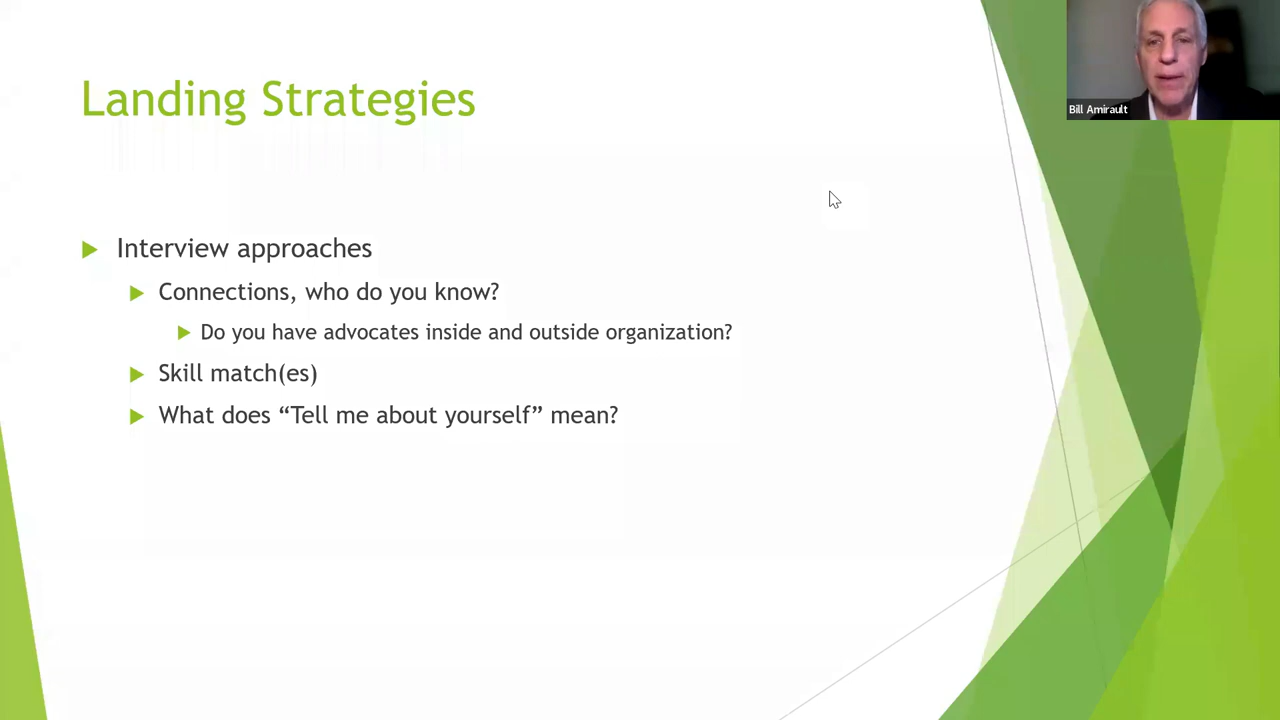 Landing Strategies
Bill Amirault
Interview approaches
Connections, who do you know?
Do you have advocates inside and outside organization?
Skill match(es)
What does “Tell me about yourself” mean?